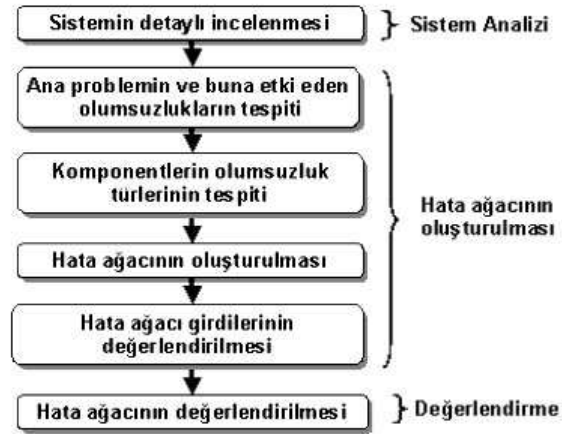 Sistemin detaylı incelenmesi
Sistem Analizi
Ana problemin ve buna etki eden
olumsuzlukların tespiti
Komponentlerin olumsuzluk
türlerinin tespiti
Hata ağacının
oluşturulması
Hata ağacının oluşturulması
Hata ağacı girdilerinin
değerlendirilmesi
Hata ağacının değerlendirilmesi
Değerlendirme